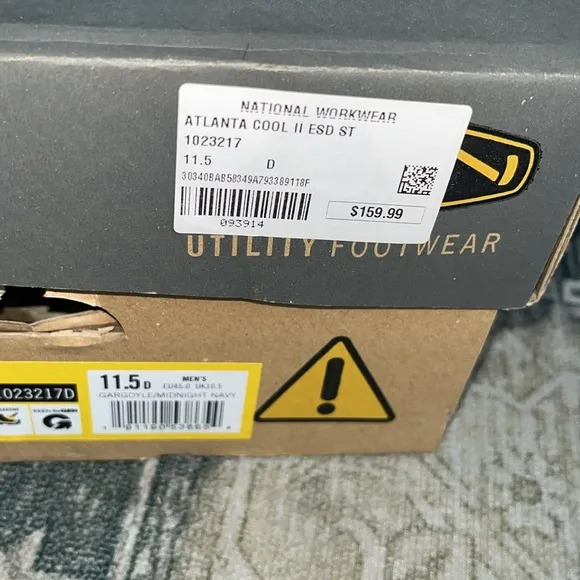 NATIONAL WORKWEAR
ATLANTA COOL II ESD ST
1023217
11.5 D
30340BAB58349A793389118F
$159.99
093914
UTILITY FOOTWEAR
1023217D
11.5 D MEN'S
EU45.0 UK10.5
GARGOYLE/MIDNIGHT NAVY